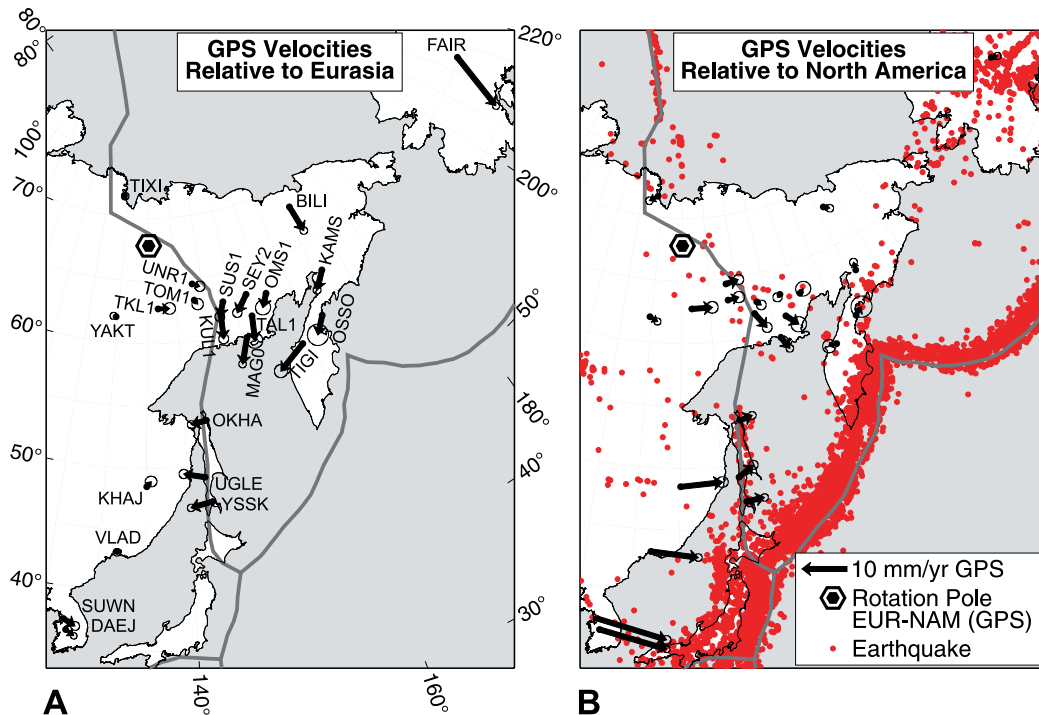 80°
80°
100°
70°
60°
50°
40°
140°
160°
220°
200°
50°
180°
40°
30°
GPS Velocities
Relative to Eurasia
FAIR
TIXI
BILI
KAMS
SUS1
SEY2
OMS1
UNR1
TOM1
TKL1
YAKT
KUL1
TAL1
MAG0
OSSO
TIGI
OKHA
UGLE
YSSK
KHAJ
VLAD
SUWN
DAEJ
A
GPS Velocities
Relative to North America
10 mm/yr GPS
Rotation Pole
EUR-NAM (GPS)
Earthquake
B